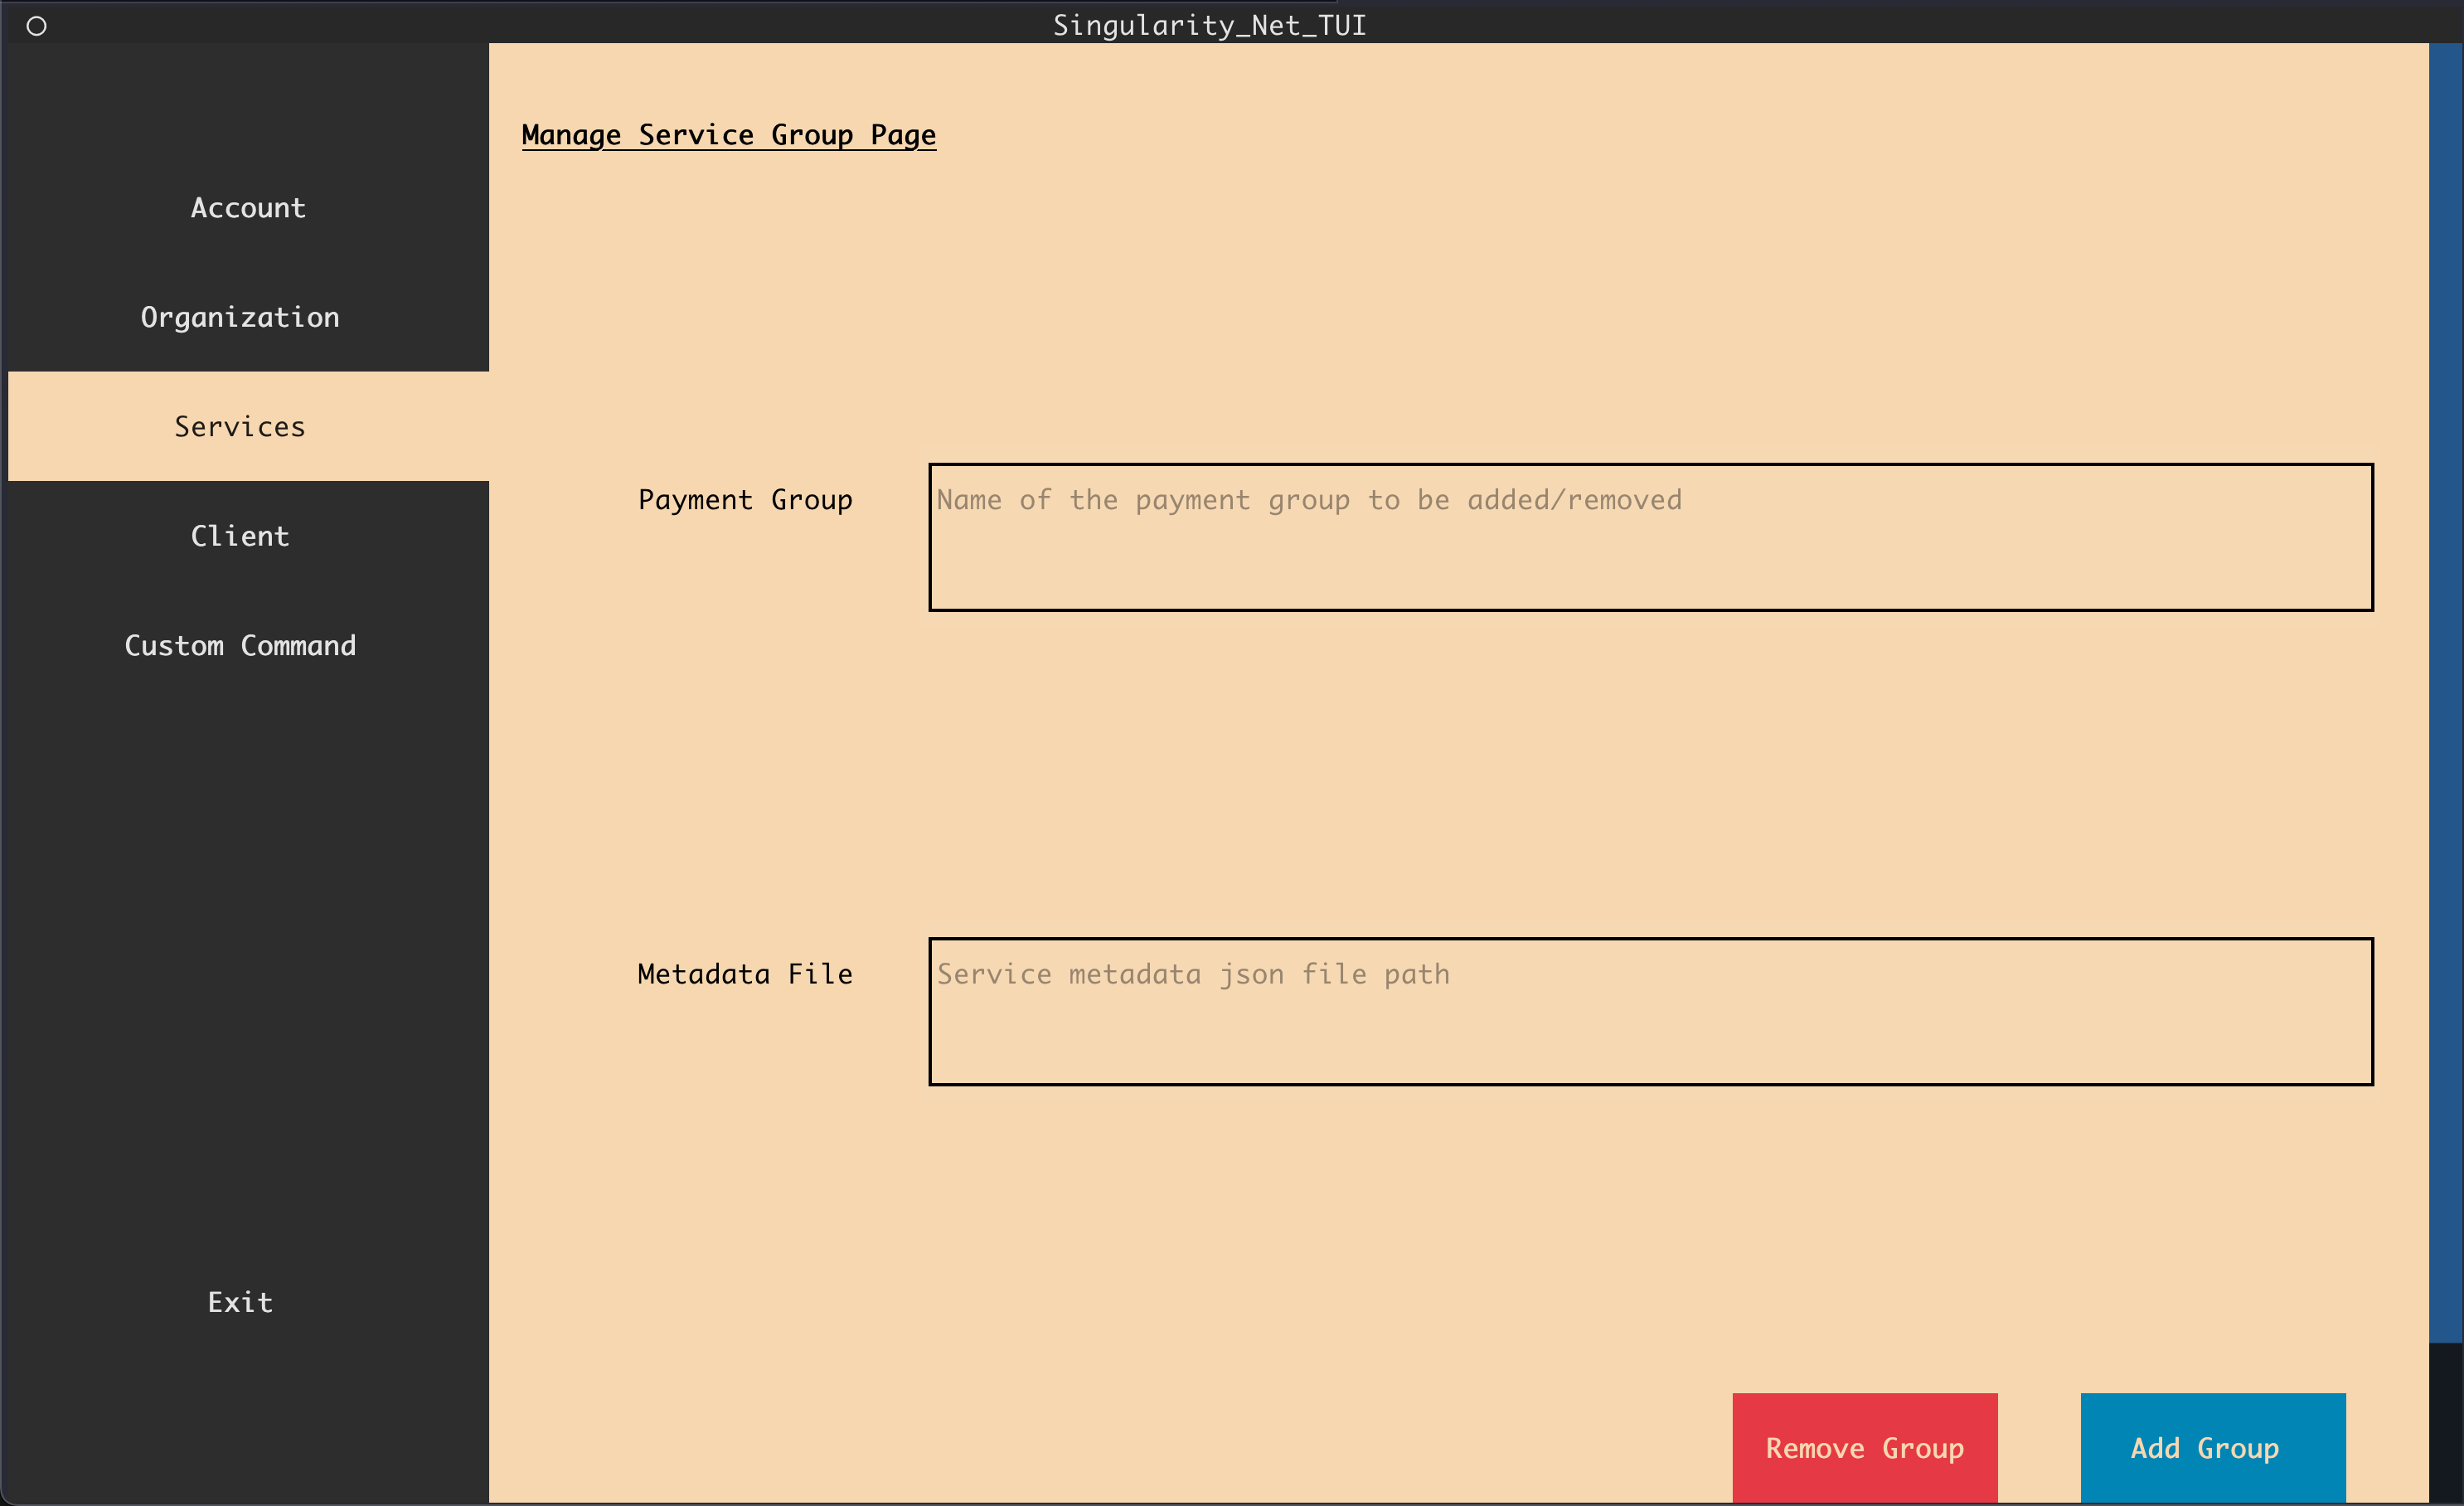 Singularity_Net_TUI
Account
Organization
Services
Client
Custom Command
Exit
Manage Service Group Page
Payment Group
Name of the payment group to be added/removed
Metadata File
Service metadata json file path
Remove Group
Add Group